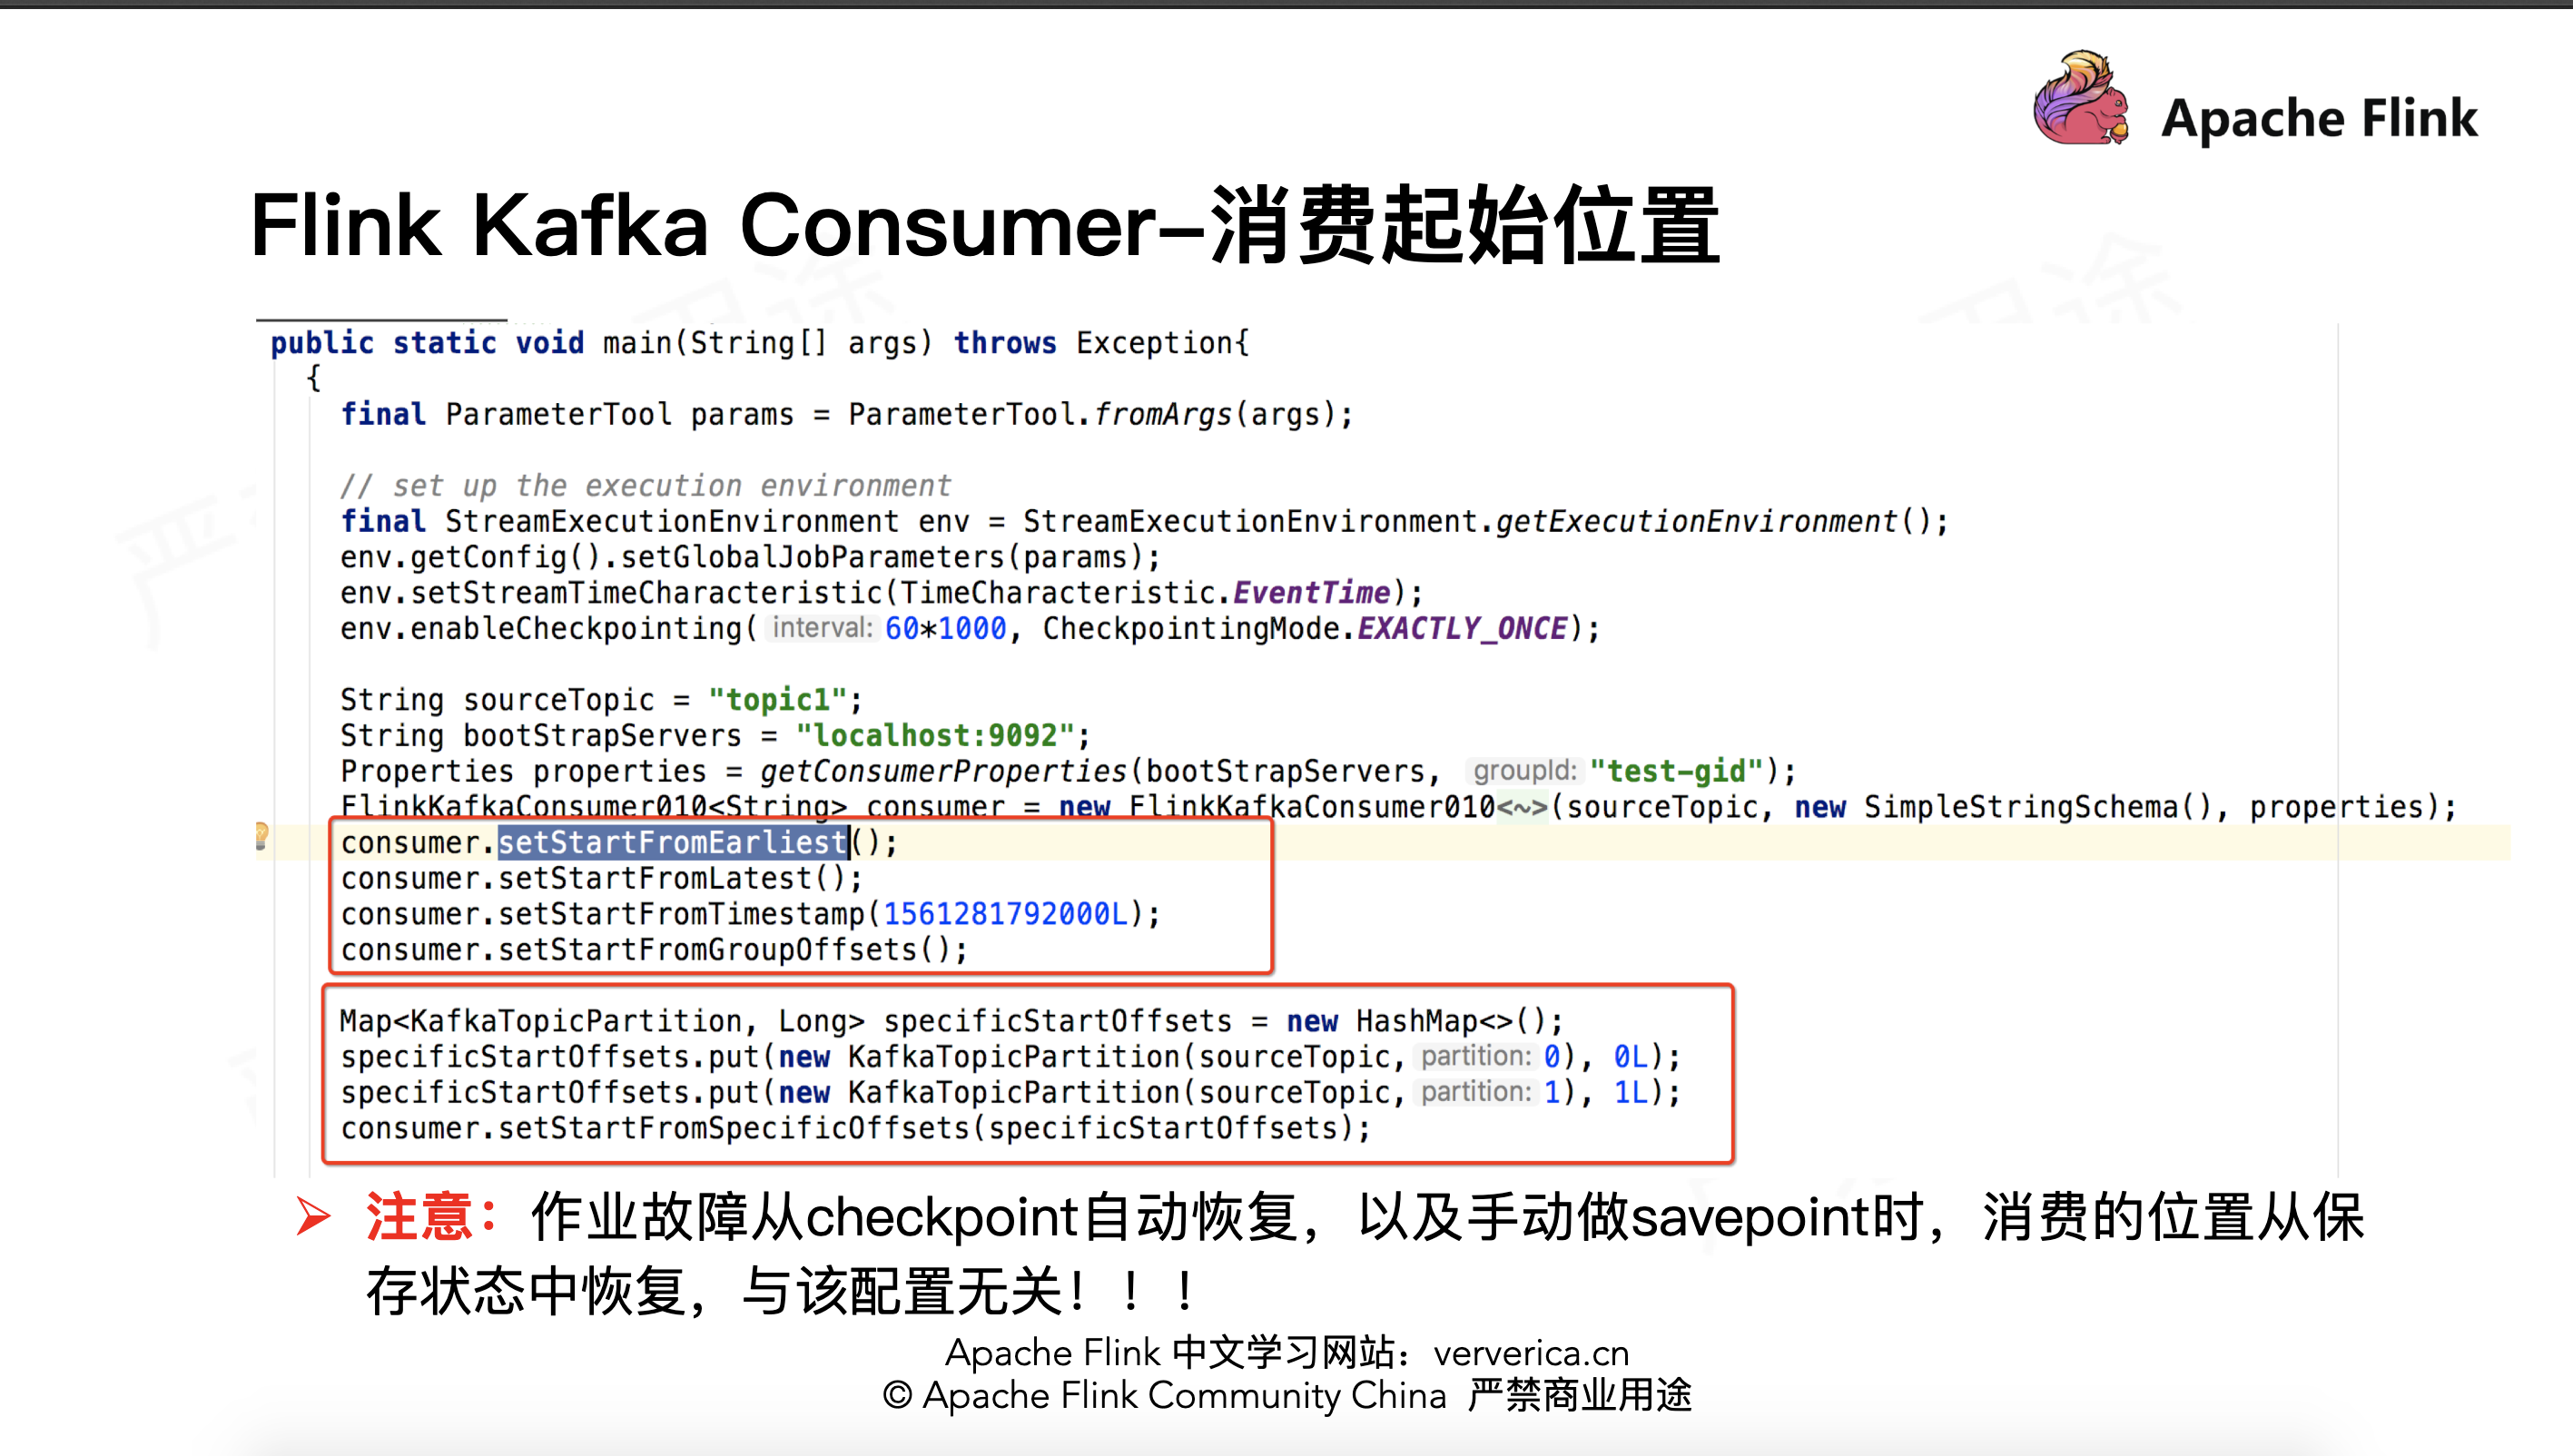 Apache Flink
Flink Kafka Consumer–消费起始位置
public static void main(String[] args) throws Exception{
{
final ParameterTool params = ParameterTool.fromArgs(args);
// set up the execution environment
final StreamExecutionEnvironment env = StreamExecutionEnvironment.getExecutionEnvironment();
env.getConfig().setGlobalJobParameters(params);
env.setStreamTimeCharacteristic(TimeCharacteristic.EventTime);
env.enableCheckpointing( interval: 60*1000, CheckpointingMode.EXACTLY_ONCE);
String sourceTopic = "topic1";
String bootStrapServers = "localhost:9092";
Properties properties = getConsumerProperties(bootStrapServers, groupId: "test-gid");
FlinkKafkaConsumer010<String> consumer = new FlinkKafkaConsumer010<~>(sourceTopic, new SimpleStringSchema(), properties);
consumer.setStartFromEarliest();
consumer.setStartFromLatest();
consumer.setStartFromTimestamp(1561281792000L);
consumer.setStartFromGroupOffsets();
Map<KafkaTopicPartition, Long> specificStartOffsets = new HashMap<>();
specificStartOffsets.put(new KafkaTopicPartition(sourceTopic, partition: 0), 0L);
specificStartOffsets.put(new KafkaTopicPartition(sourceTopic, partition: 1), 1L);
consumer.setStartFromSpecificOffsets(specificStartOffsets);
➢ 注意：作业故障从checkpoint自动恢复，以及手动做savepoint时，消费的位置从保
存状态中恢复，与该配置无关！！！
Apache Flink 中文学习网站：ververica.cn
© Apache Flink Community China 严禁商业用途